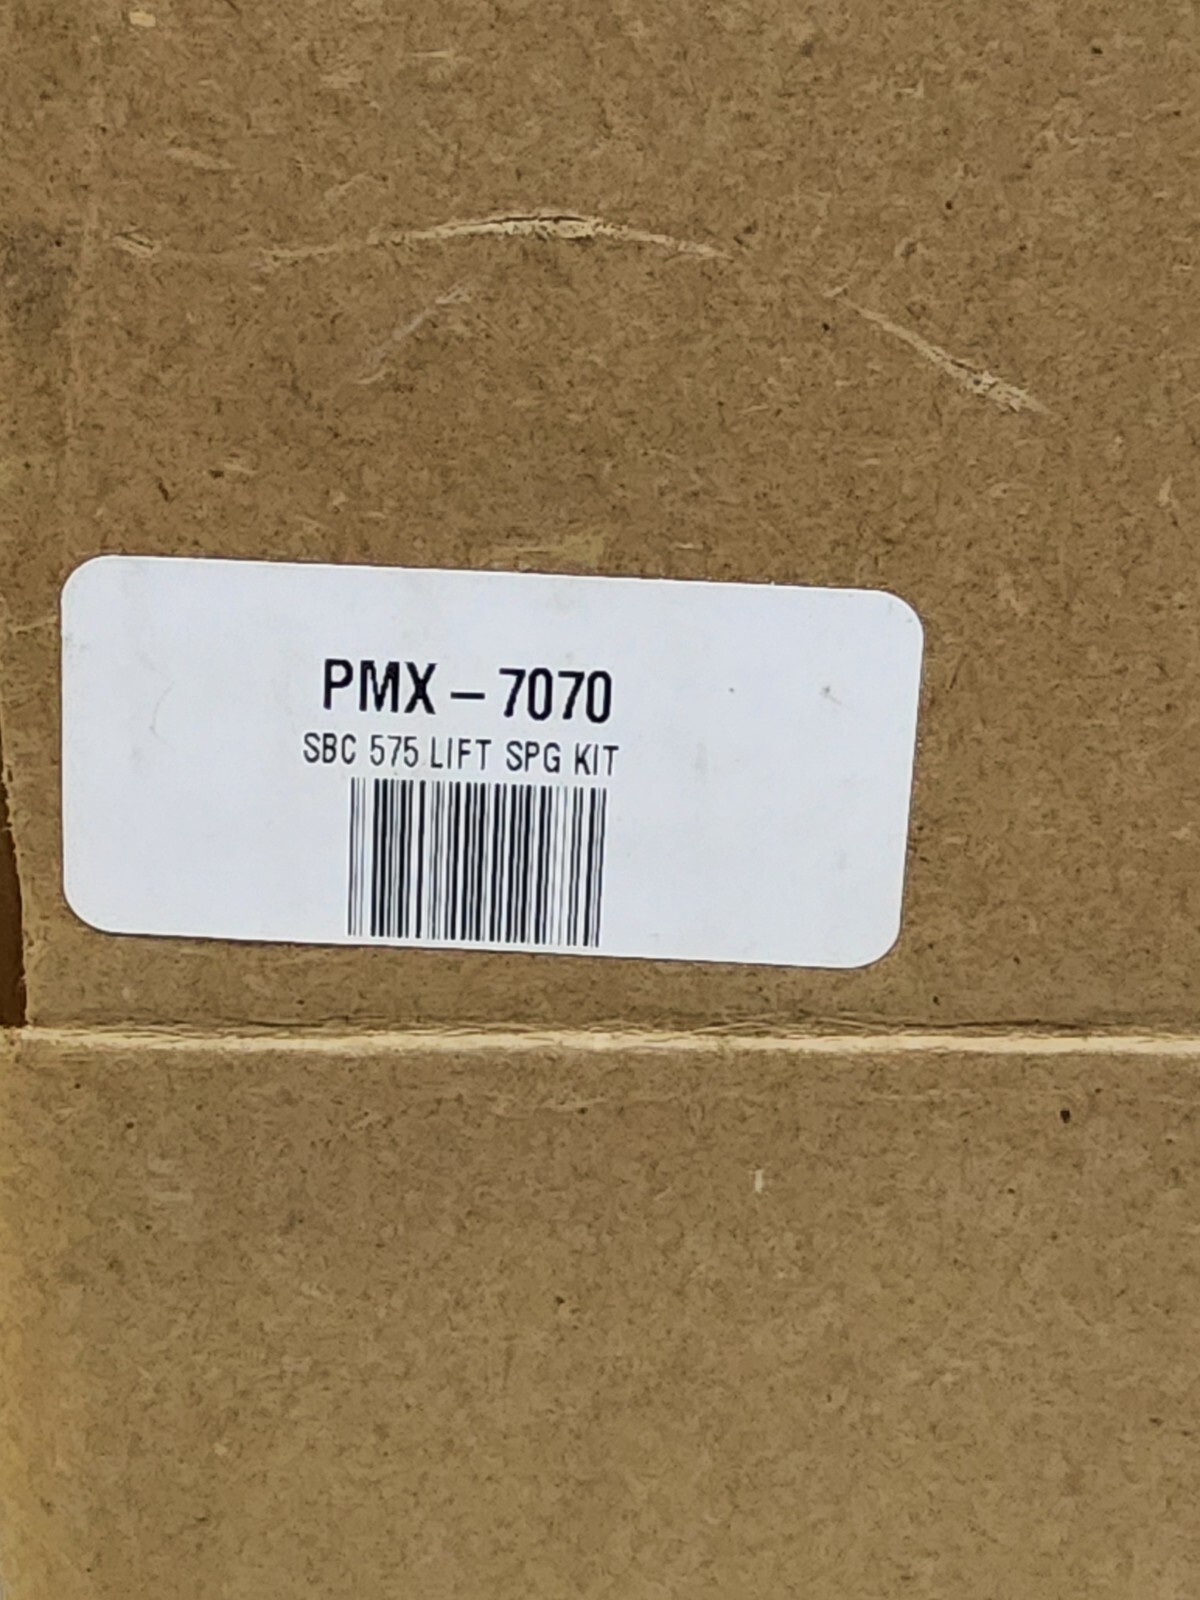 PMX – 7070
SBC 575 LIFT SPG KIT